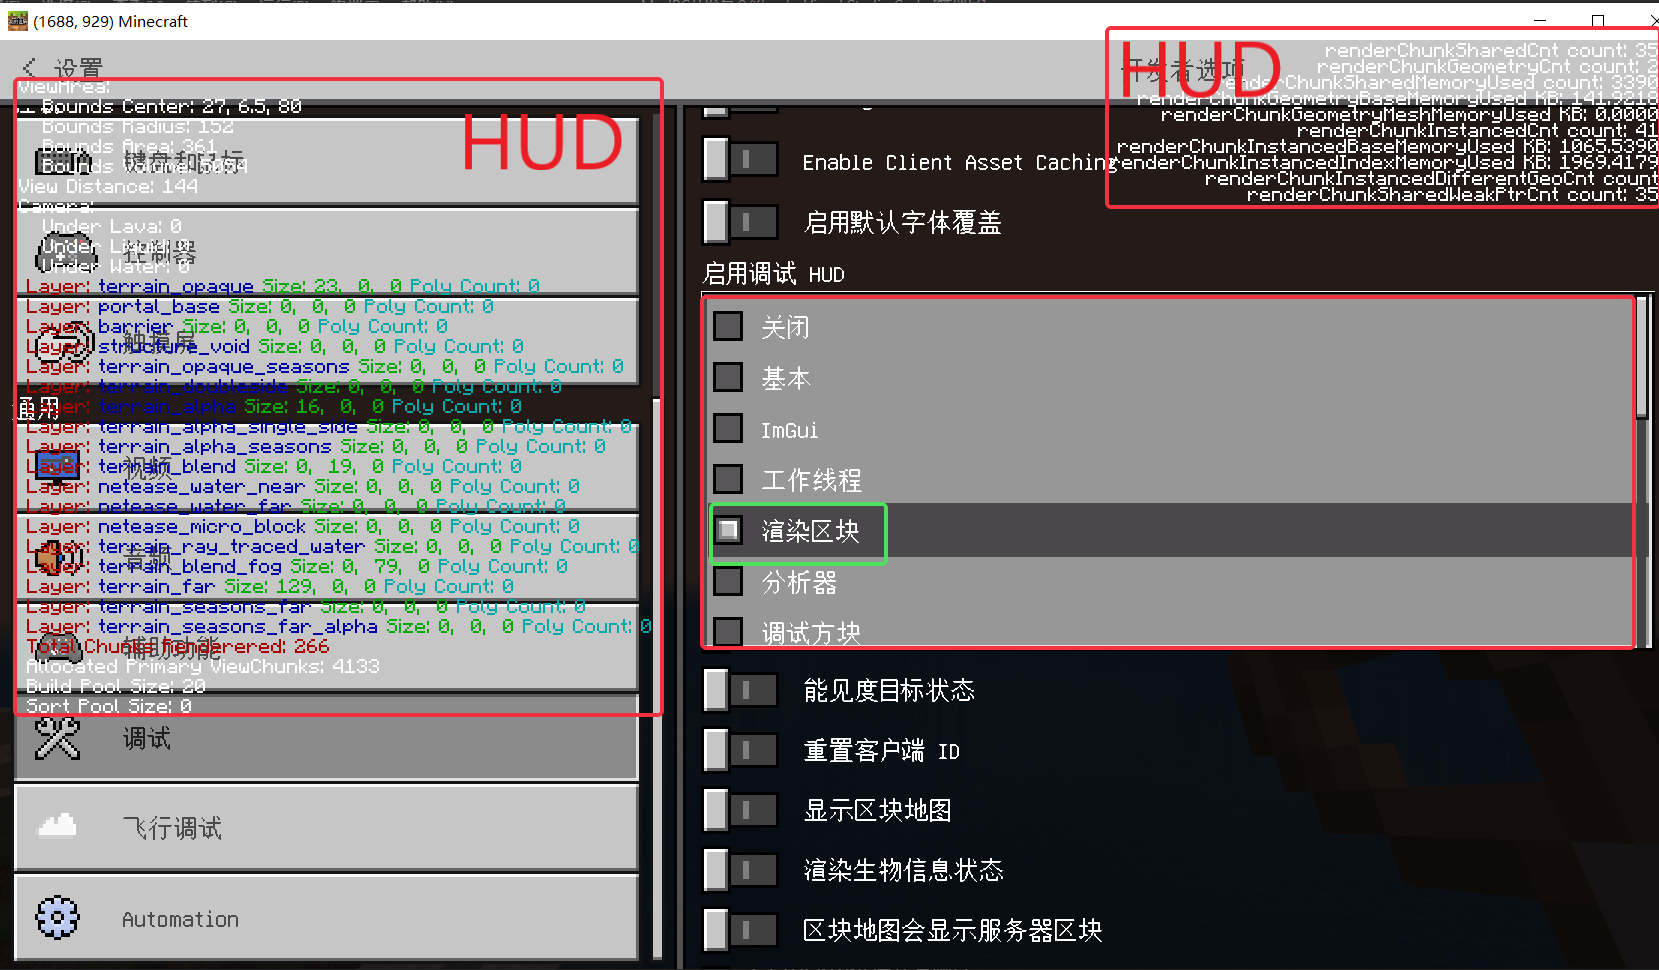 (1688, 929) Minecraft
设置
开发者选项
HUD
HUD
renderChunkSharedCnt count: 35
renderChunkGeometryCnt count: 2
renderChunkSharedMemoryUsed count: 3390
renderChunkGeometryBaseMemoryUsed KB: 141.9218
renderChunkGeometryMeshMemoryUsed KB: 0.0000
renderChunkInstancedCnt count: 41
renderChunkInstancedBaseMemoryUsed KB: 1065.5390
renderChunkInstancedIndexMemoryUsed KB: 1969.4179
renderChunkInstancedDifferentGeoCnt count
renderChunkSharedWeakPtrCnt count: 35
ViewArea:
Bounds Center: 27, 6.5, 80
Bounds Radius: 152
Bounds Area: 361
Bounds Volume:
View Distance: 144
Camera:
Under Lava: 0
Under Liquid: 0
Under Water: 0
Layer: terrain_opaque Size: 23, 0, 0 Poly Count: 0
Layer: portal_base Size: 0, 0, 0 Poly Count: 0
Layer: barrier Size: 0, 0, 0 Poly Count: 0
Layer: structure_void Size: 0, 0, 0 Poly Count: 0
Layer: terrain_opaque_seasons Size: 0, 0, 0 Poly Count: 0
Layer: terrain_doubleside Size: 0, 0, 0 Poly Count: 0
Layer: terrain_alpha Size: 16, 0, 0 Poly Count: 0
Layer: terrain_alpha_single_side Size: 0, 0, 0 Poly Count: 0
Layer: terrain_alpha_seasons Size: 0, 0, 0 Poly Count: 0
Layer: terrain_blend Size: 0, 19, 0 Poly Count: 0
Layer: netease_water_near Size: 0, 0, 0 Poly Count: 0
Layer: netease_water_far Size: 0, 0, 0 Poly Count: 0
Layer: netease_micro_block Size: 0, 0, 0 Poly Count: 0
Layer: terrain_ray_traced_water Size: 0, 0, 0 Poly Count: 0
Layer: terrain_blend_fog Size: 0, 79, 0 Poly Count: 0
Layer: terrain_far Size: 129, 0, 0 Poly Count: 0
Layer: terrain_seasons_far Size: 0, 0, 0 Poly Count: 0
Layer: terrain_seasons_far_alpha Size: 0, 0, 0 Poly Count: 0
Total Chunks Renderered: 266
Allocated Primary ViewChunks: 4133
Build Pool Size: 20
Sort Pool Size: 0
键盘和鼠标
控制器
触摸屏
通用
视频
音频
辅助功能
调试
飞行调试
Automation
Enable Client Asset Caching
启用默认字体覆盖
启用调试 HUD
关闭
基本
ImGui
工作线程
渲染区块
分析器
调试方块
能见度目标状态
重置客户端 ID
显示区块地图
渲染生物信息状态
区块地图会显示服务器区块